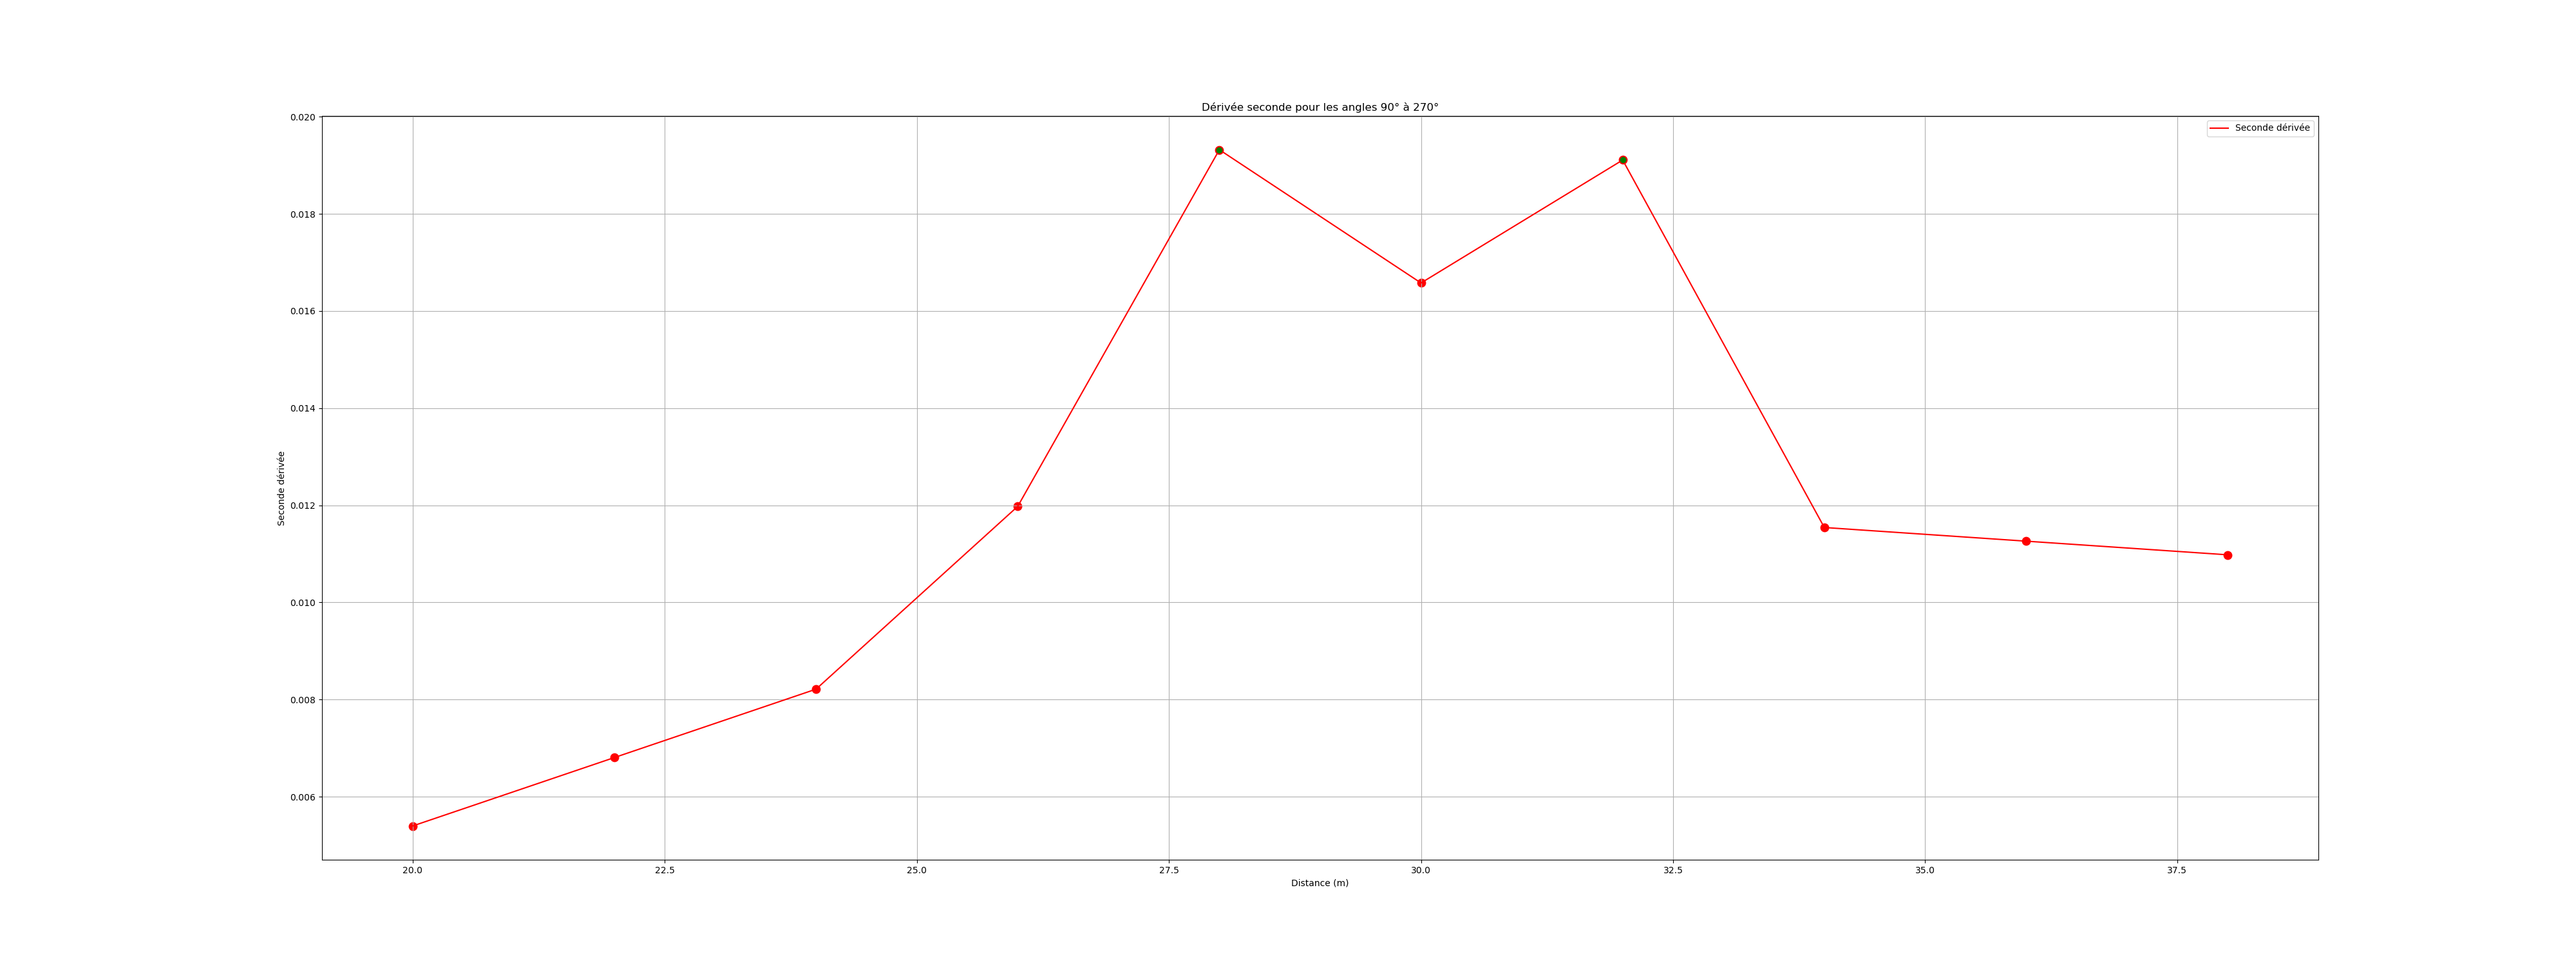 Dérivée seconde pour les angles 90° à 270°
Seconde dérivée
0.020
0.018
0.016
0.014
0.012
0.010
0.008
0.006
Seconde dérivée
20.0 22.5 25.0 27.5 30.0 32.5 35.0 37.5
Distance (m)